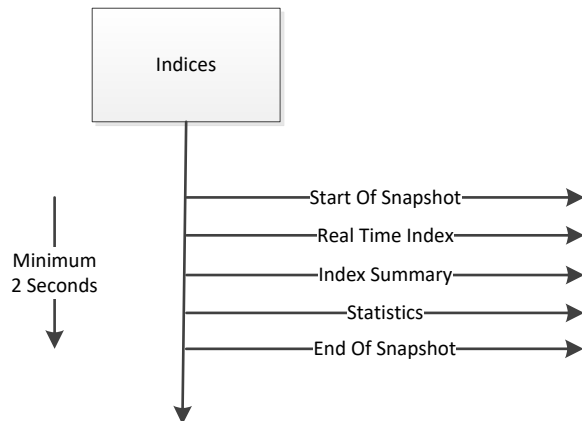 Indices
Start Of Snapshot
Real Time Index
Minimum
2 Seconds
Index Summary
Statistics
End Of Snapshot